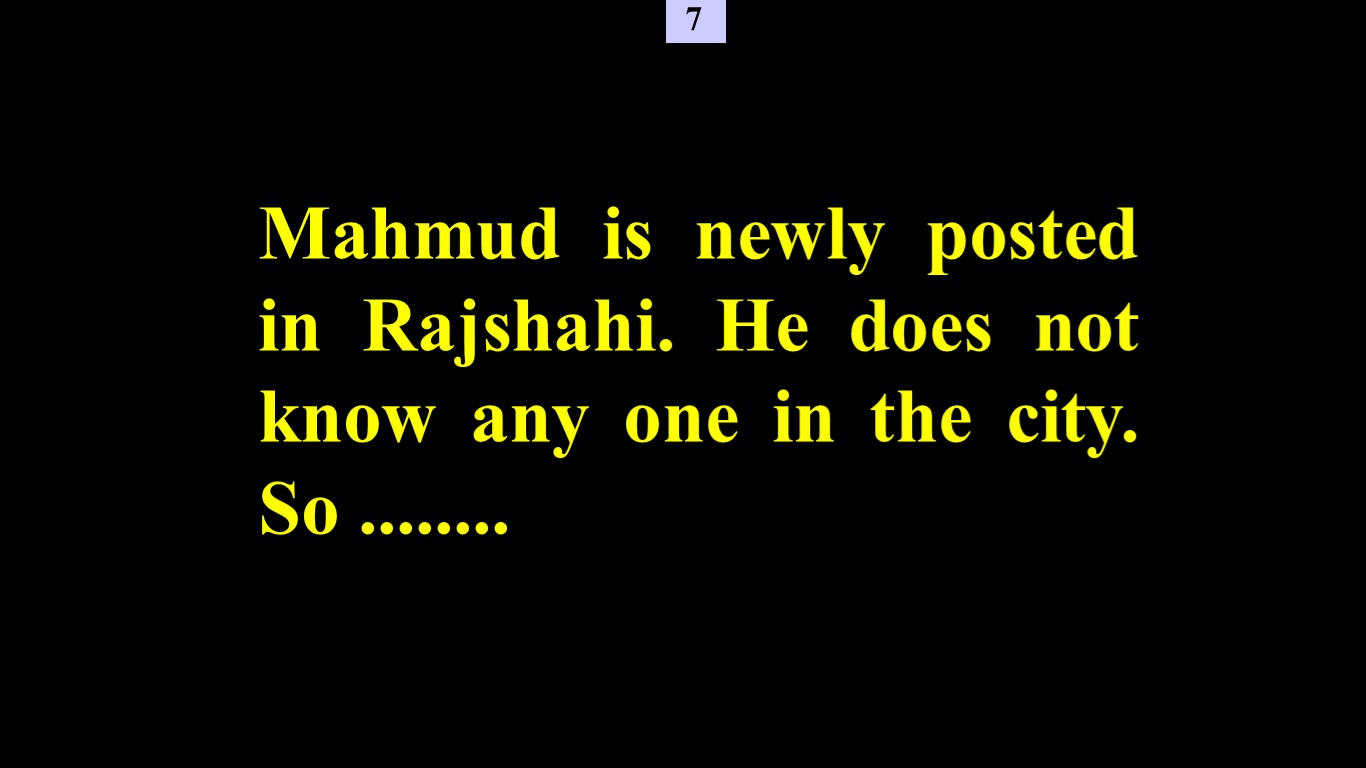 7
Mahmud is newly posted
in Rajshahi. He does not
know any one in the city.
So ........